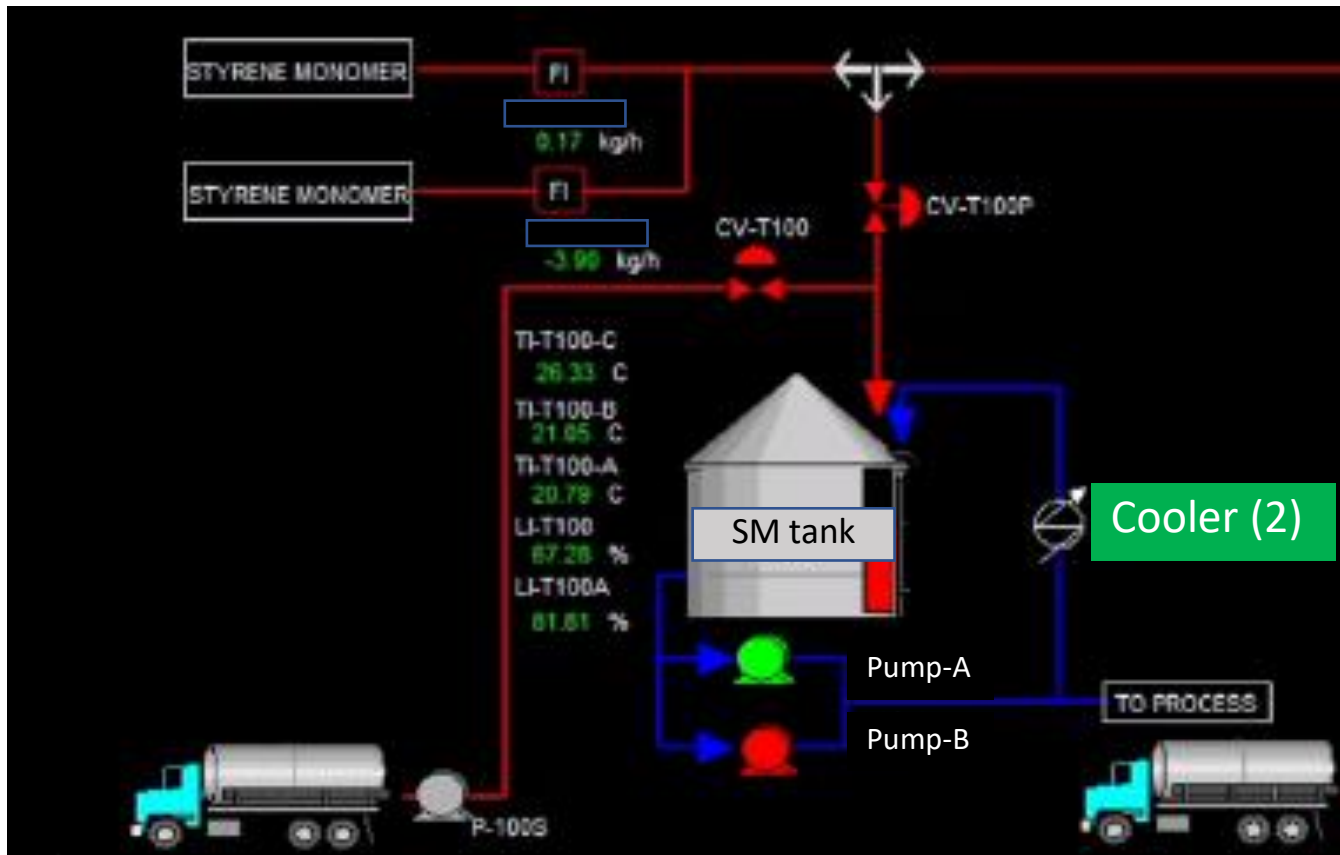 STYRENE MONOMER
FI
0.17 kg/h
STYRENE MONOMER
FI
-3.90 kg/h
CV-T100P
CV-T100
TI-T100-C
26.33 C
TI-T100-B
21.05 C
TI-T100-A
20.79 C
LI-T100
67.28 %
LI-T100A
61.61 %
SM tank
Cooler (2)
Pump-A
Pump-B
TO PROCESS
P-100S